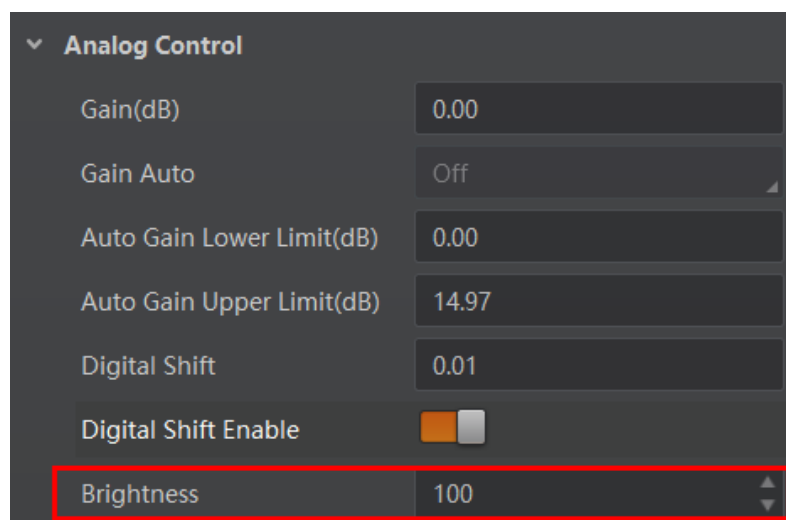 Analog Control
Gain(dB) 0.00
Gain Auto Off
Auto Gain Lower Limit(dB) 0.00
Auto Gain Upper Limit(dB) 14.97
Digital Shift 0.01
Digital Shift Enable
Brightness 100